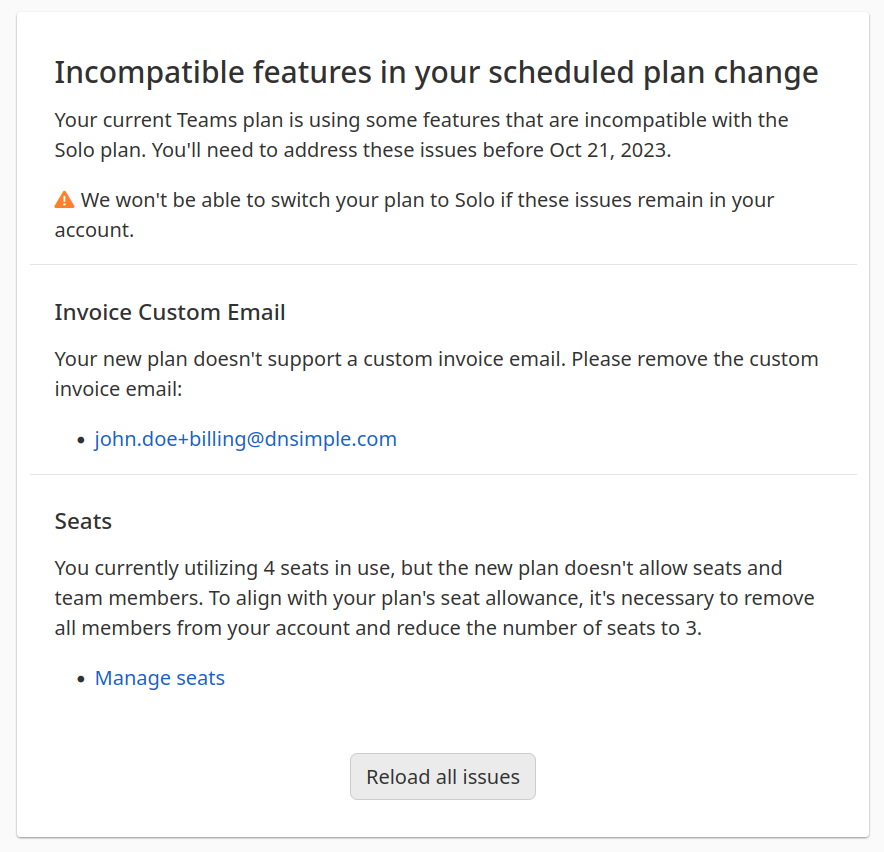 Incompatible features in your scheduled plan change
Your current Teams plan is using some features that are incompatible with the
Solo plan. You'll need to address these issues before Oct 21, 2023.
We won't be able to switch your plan to Solo if these issues remain in your
account.
Invoice Custom Email
Your new plan doesn't support a custom invoice email. Please remove the custom
invoice email:
• john.doe+billing@dnsimple.com
Seats
You currently utilizing 4 seats in use, but the new plan doesn't allow seats and
team members. To align with your plan's seat allowance, it's necessary to remove
all members from your account and reduce the number of seats to 3.
• Manage seats
Reload all issues